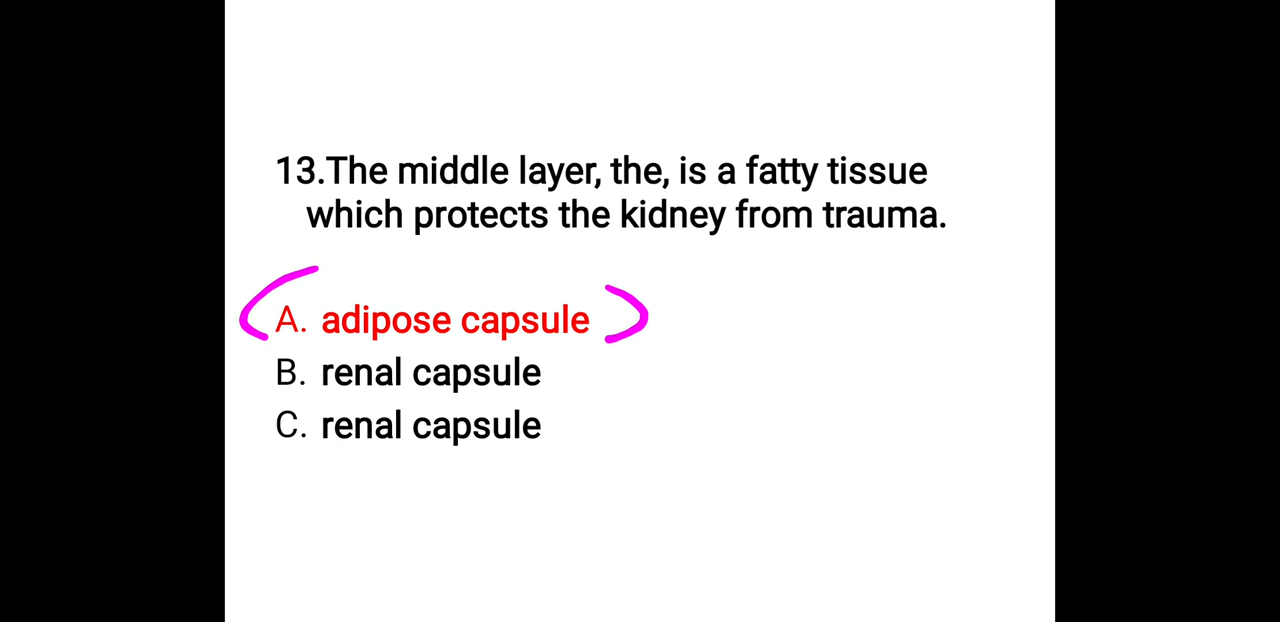 13.The middle layer, the, is a fatty tissue
which protects the kidney from trauma.
A. adipose capsule
B. renal capsule
C. renal capsule